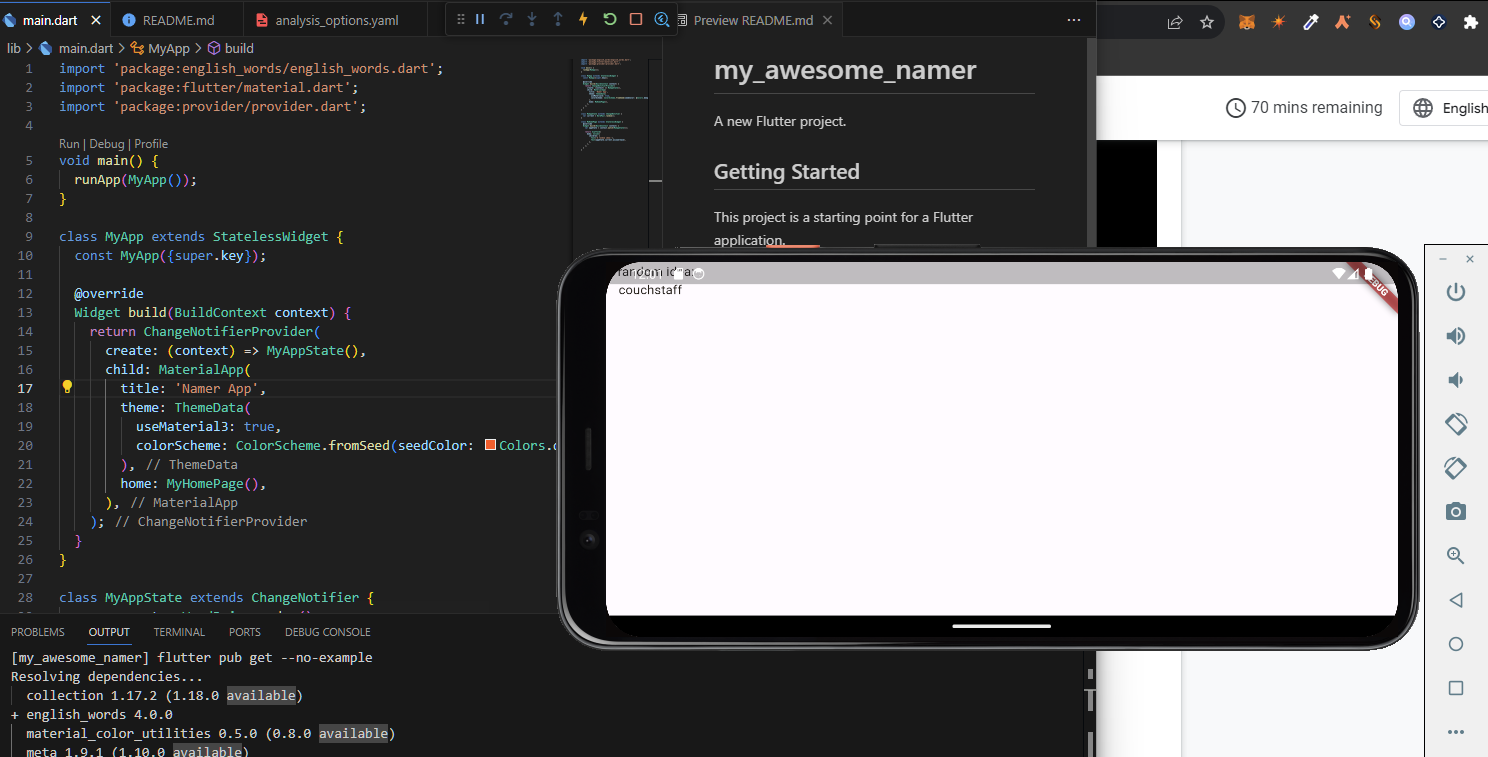 main.dart
README.md
analysis_options.yaml
Preview README.md
lib > main.dart > MyApp > build
1 import 'package:english_words/english_words.dart';
2 import 'package:flutter/material.dart';
3 import 'package:provider/provider.dart';
4
Run | Debug | Profile
5 void main() {
6 runApp(MyApp());
7 }
8
9 class MyApp extends StatelessWidget {
10 const MyApp({super.key});
11
12 @override
13 Widget build(BuildContext context) {
14 return ChangeNotifierProvider(
15 create: (context) => MyAppState(),
16 child: MaterialApp(
17 title: 'Namer App',
18 theme: ThemeData(
19 useMaterial3: true,
20 colorScheme: ColorScheme.fromSeed(seedColor: Colors.
21 ), // ThemeData
22 home: MyHomePage(),
23 ), // MaterialApp
24 ); // ChangeNotifierProvider
25 }
26 }
27
28 class MyAppState extends ChangeNotifier {
my_awesome_namer
A new Flutter project.
Getting Started
This project is a starting point for a Flutter
application.
70 mins remaining
English
random idea:
couchstaff
PROBLEMS
OUTPUT
TERMINAL
PORTS
DEBUG CONSOLE
[my_awesome_namer] flutter pub get --no-example
Resolving dependencies...
collection 1.17.2 (1.18.0 available)
+ english_words 4.0.0
material_color_utilities 0.5.0 (0.8.0 available)
meta 1.9.1 (1.10.0 available)